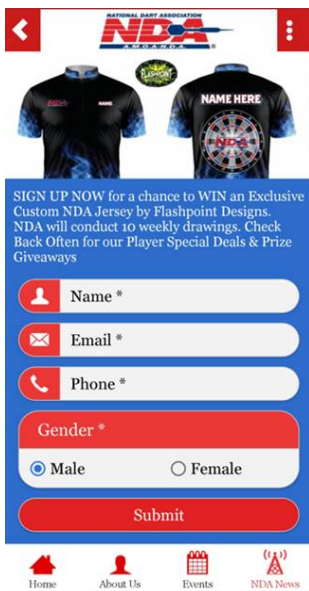 NATIONAL DART ASSOCIATION
NDA
A.M.O.A.N.D.A.
FLASHPOINT
NDA
NAME
NAME HERE
NDA
SIGN UP NOW for a chance to WIN an Exclusive
Custom NDA Jersey by Flashpoint Designs.
NDA will conduct 10 weekly drawings. Check
Back Often for our Player Special Deals & Prize
Giveaways
Name *
Email *
Phone *
Gender *
Male
Female
Submit
Home
About Us
Events
NDA News